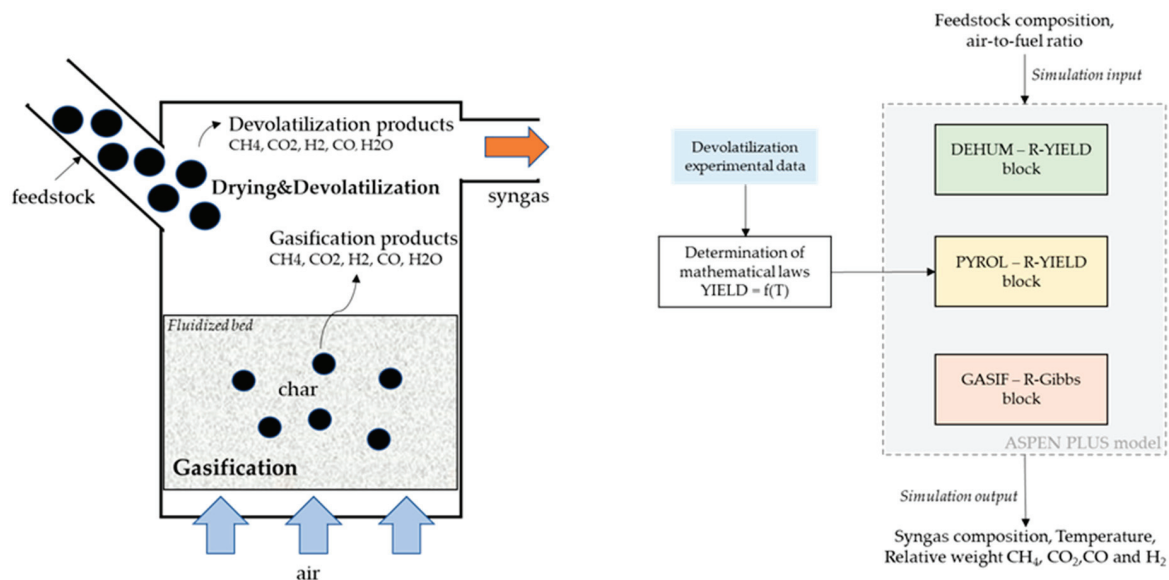 Devolatilization products
CH4, CO2, H2, CO, H2O
Drying&Devolatilization
feedstock
syngas
Gasification products
CH4, CO2, H2, CO, H2O
Fluidized bed
char
Gasification
air
Feedstock composition,
air-to-fuel ratio
Simulation input
Devolatilization
experimental data
DEHUM – R-YIELD
block
Determination of
mathematical laws
YIELD = f(T)
PYROL – R-YIELD
block
GASIF – R-Gibbs
block
ASPEN PLUS model
Simulation output
Syngas composition, Temperature,
Relative weight CH₄, CO₂,CO and H₂